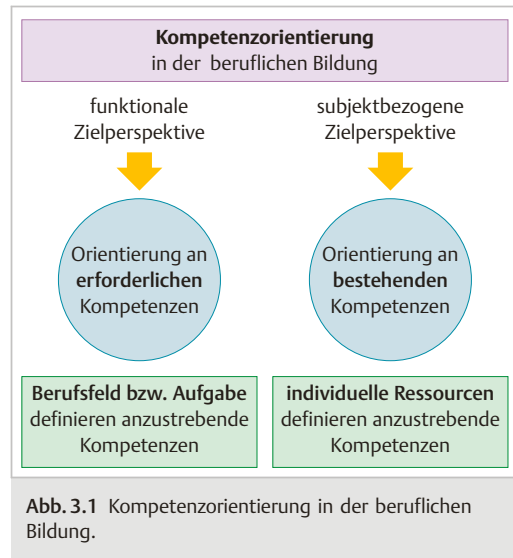 Kompetenzorientierung
in der beruflichen Bildung
funktionale
Zielperspektive
subjektbezogene
Zielperspektive
Orientierung an
erforderlichen
Kompetenzen
Orientierung an
bestehenden
Kompetenzen
Berufsfeld bzw. Aufgabe
definieren anzustrebende
Kompetenzen
individuelle Ressourcen
definieren anzustrebende
Kompetenzen
Abb. 3.1 Kompetenzorientierung in der beruflichen
Bildung.